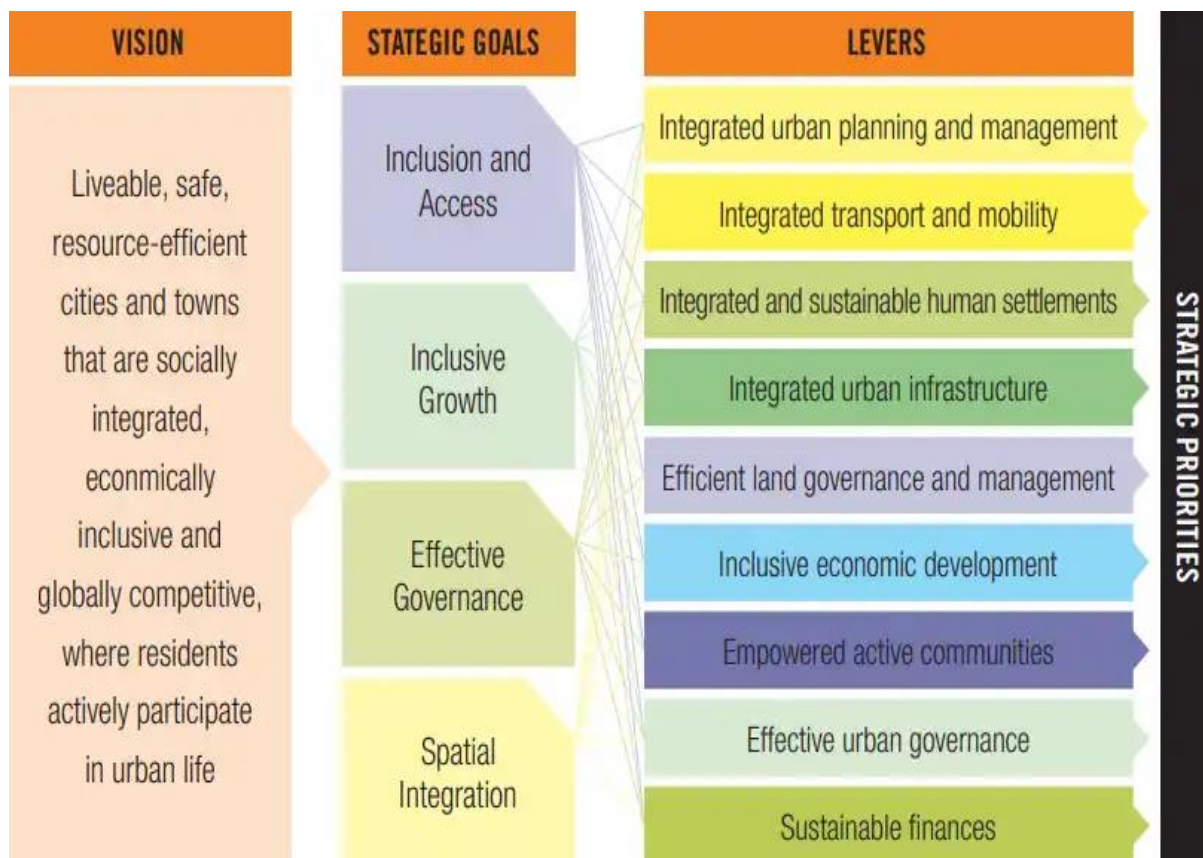 VISION
Liveable, safe,
resource-efficient
cities and towns
that are socially
integrated,
econmically
inclusive and
globally competitive,
where residents
actively participate
in urban life
STATEGIC GOALS
Inclusion and
Access
Inclusive
Growth
Effective
Governance
Spatial
Integration
LEVERS
Integrated urban planning and management
Integrated transport and mobility
Integrated and sustainable human settlements
Integrated urban infrastructure
Efficient land governance and management
Inclusive economic development
Empowered active communities
Effective urban governance
Sustainable finances
STRATEGIC PRIORITIES